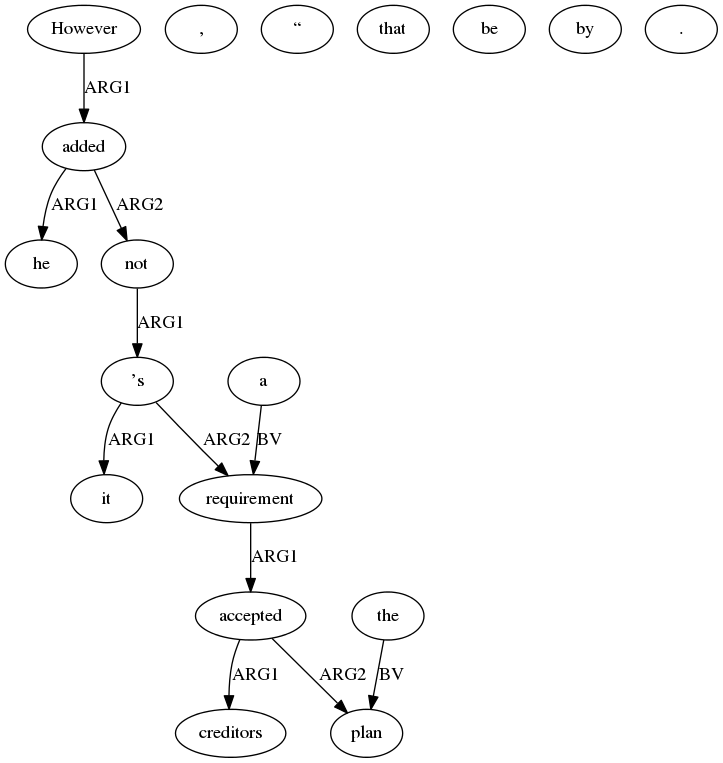 However , “ that be by .
ARG1
added
ARG1 ARG2
he not
ARG1
’s a
ARG1 ARG2 BV
it requirement
ARG1
accepted the
ARG1 ARG2 BV
creditors plan